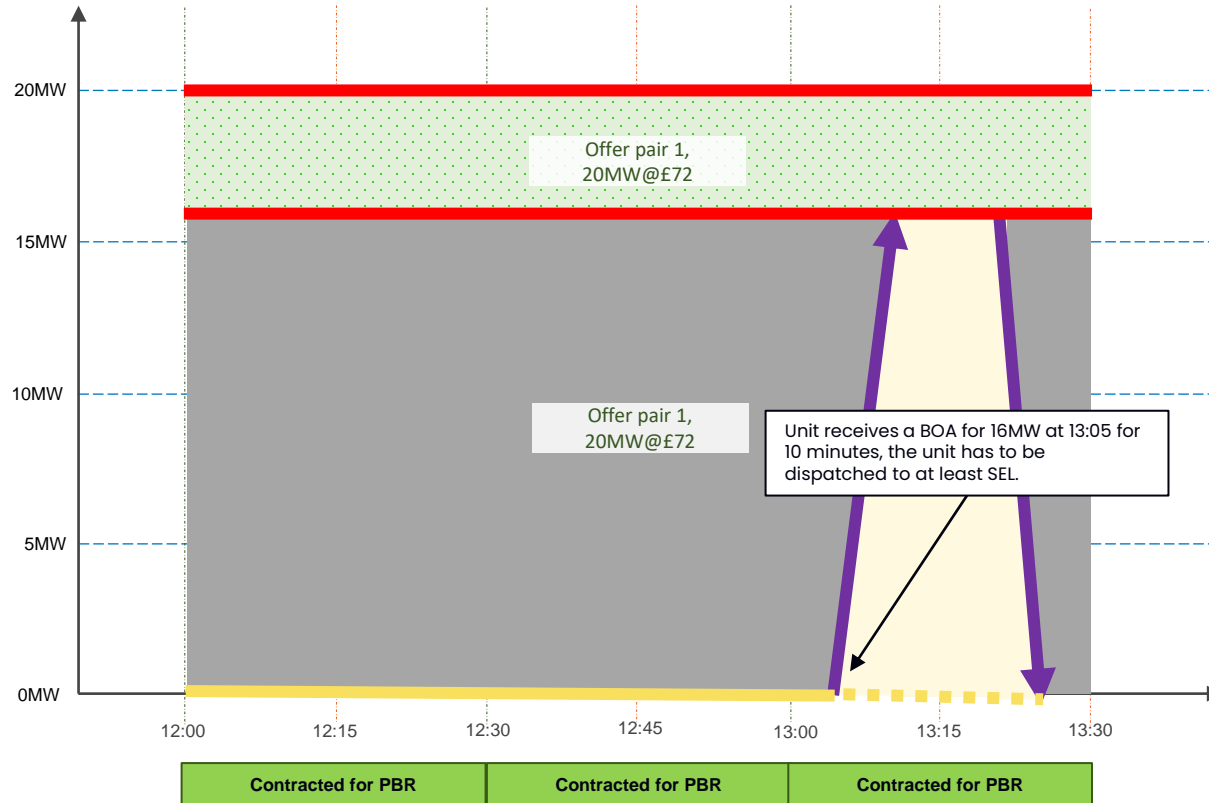 20MW
Offer pair 1,
20MW@£72
15MW
10MW
Offer pair 1,
20MW@£72
Unit receives a BOA for 16MW at 13:05 for
10 minutes, the unit has to be
dispatched to at least SEL.
5MW
0MW
12:00 12:15 12:30 12:45 13:00 13:15 13:30
Contracted for PBR Contracted for PBR Contracted for PBR